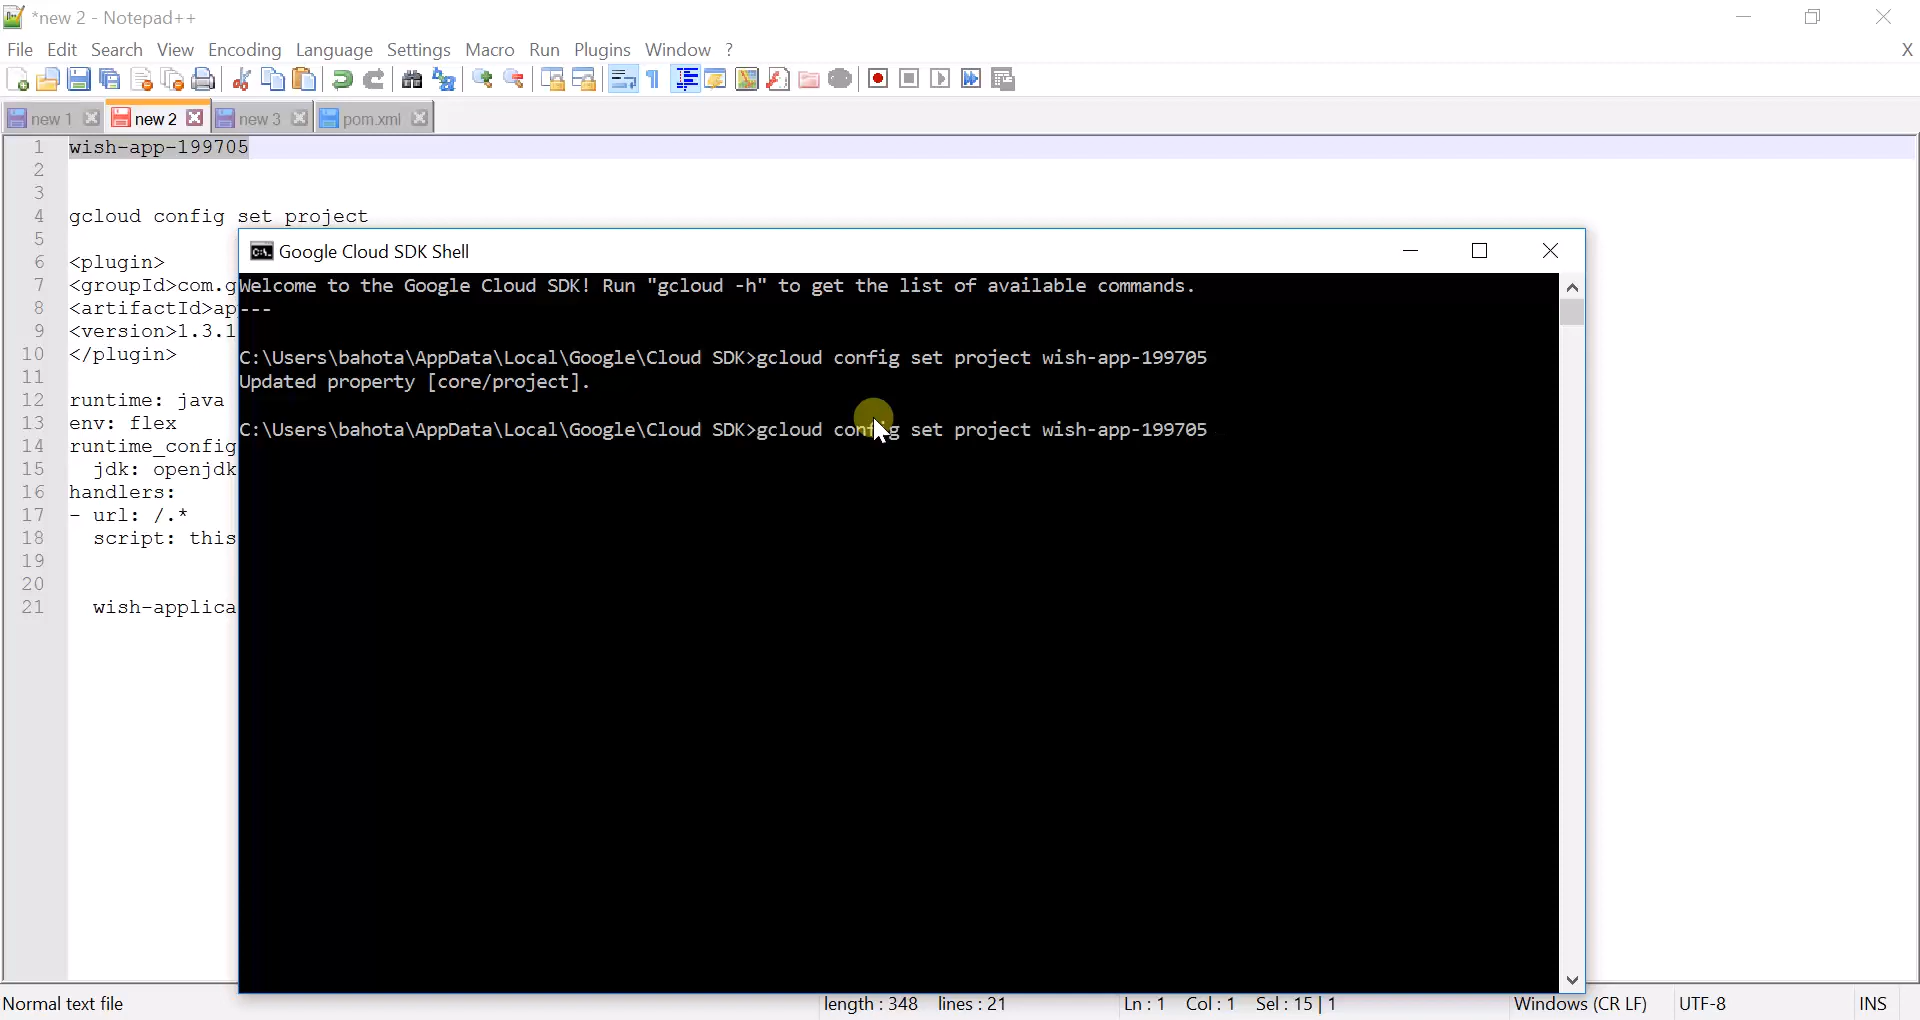 *new 2 - Notepad++
File Edit Search View Encoding Language Settings Macro Run Plugins Window ? X
new 1 new 2 new 3 pom.xml
1 wish-app-199705
2
3
4 gcloud config set project
5
6 <plugin>
7 <groupId>com.g
8 <artifactId>ap
9 <version>1.3.1
10 </plugin>
11
12 runtime: java
13 env: flex
14 runtime_config
15 jdk: openjdk
16 handlers:
17 - url: /.*
18 script: this
19
20
21 wish-applica
Google Cloud SDK Shell
Welcome to the Google Cloud SDK! Run "gcloud -h" to get the list of available commands.
---
C:\Users\bahota\AppData\Local\Google\Cloud SDK>gcloud config set project wish-app-199705
Updated property [core/project].
C:\Users\bahota\AppData\Local\Google\Cloud SDK>gcloud config set project wish-app-199705
Normal text file length : 348 lines : 21 Ln : 1 Col : 1 Sel : 15 | 1 Windows (CR LF) UTF-8 INS